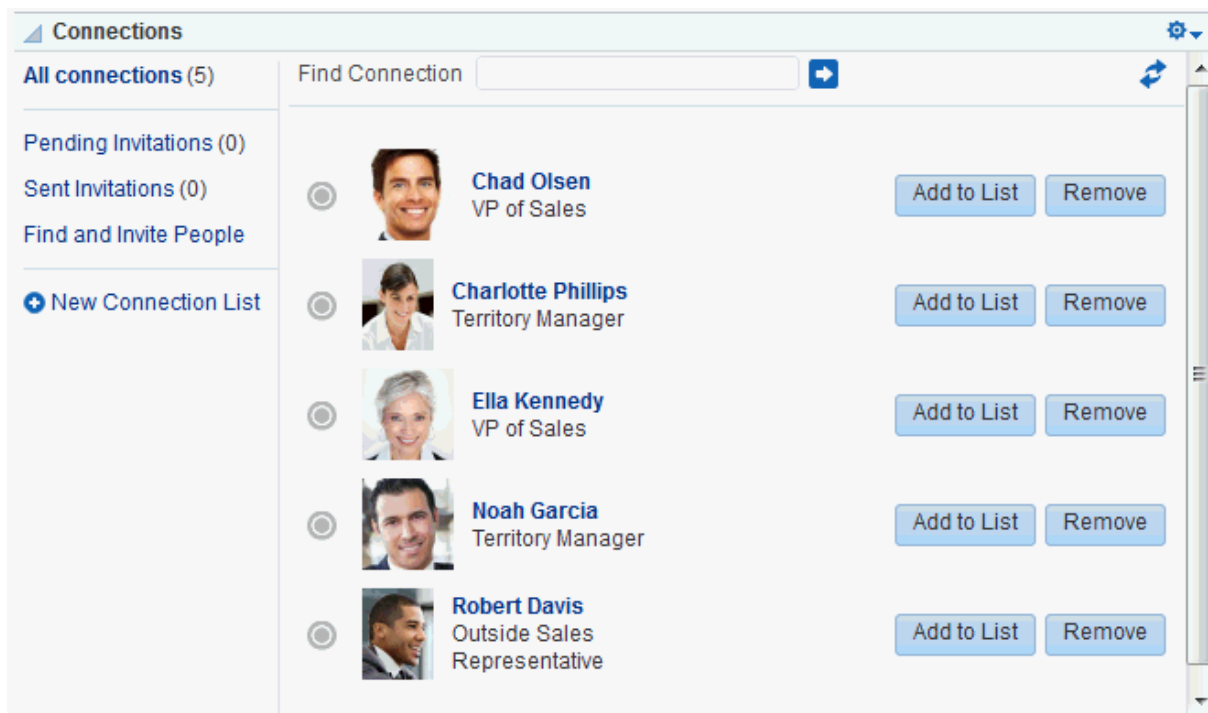 Connections
All connections (5)
Pending Invitations (0)
Sent Invitations (0)
Find and Invite People
New Connection List
Find Connection
Chad Olsen
VP of Sales
Add to List Remove
Charlotte Phillips
Territory Manager
Add to List Remove
Ella Kennedy
VP of Sales
Add to List Remove
Noah Garcia
Territory Manager
Add to List Remove
Robert Davis
Outside Sales
Representative
Add to List Remove